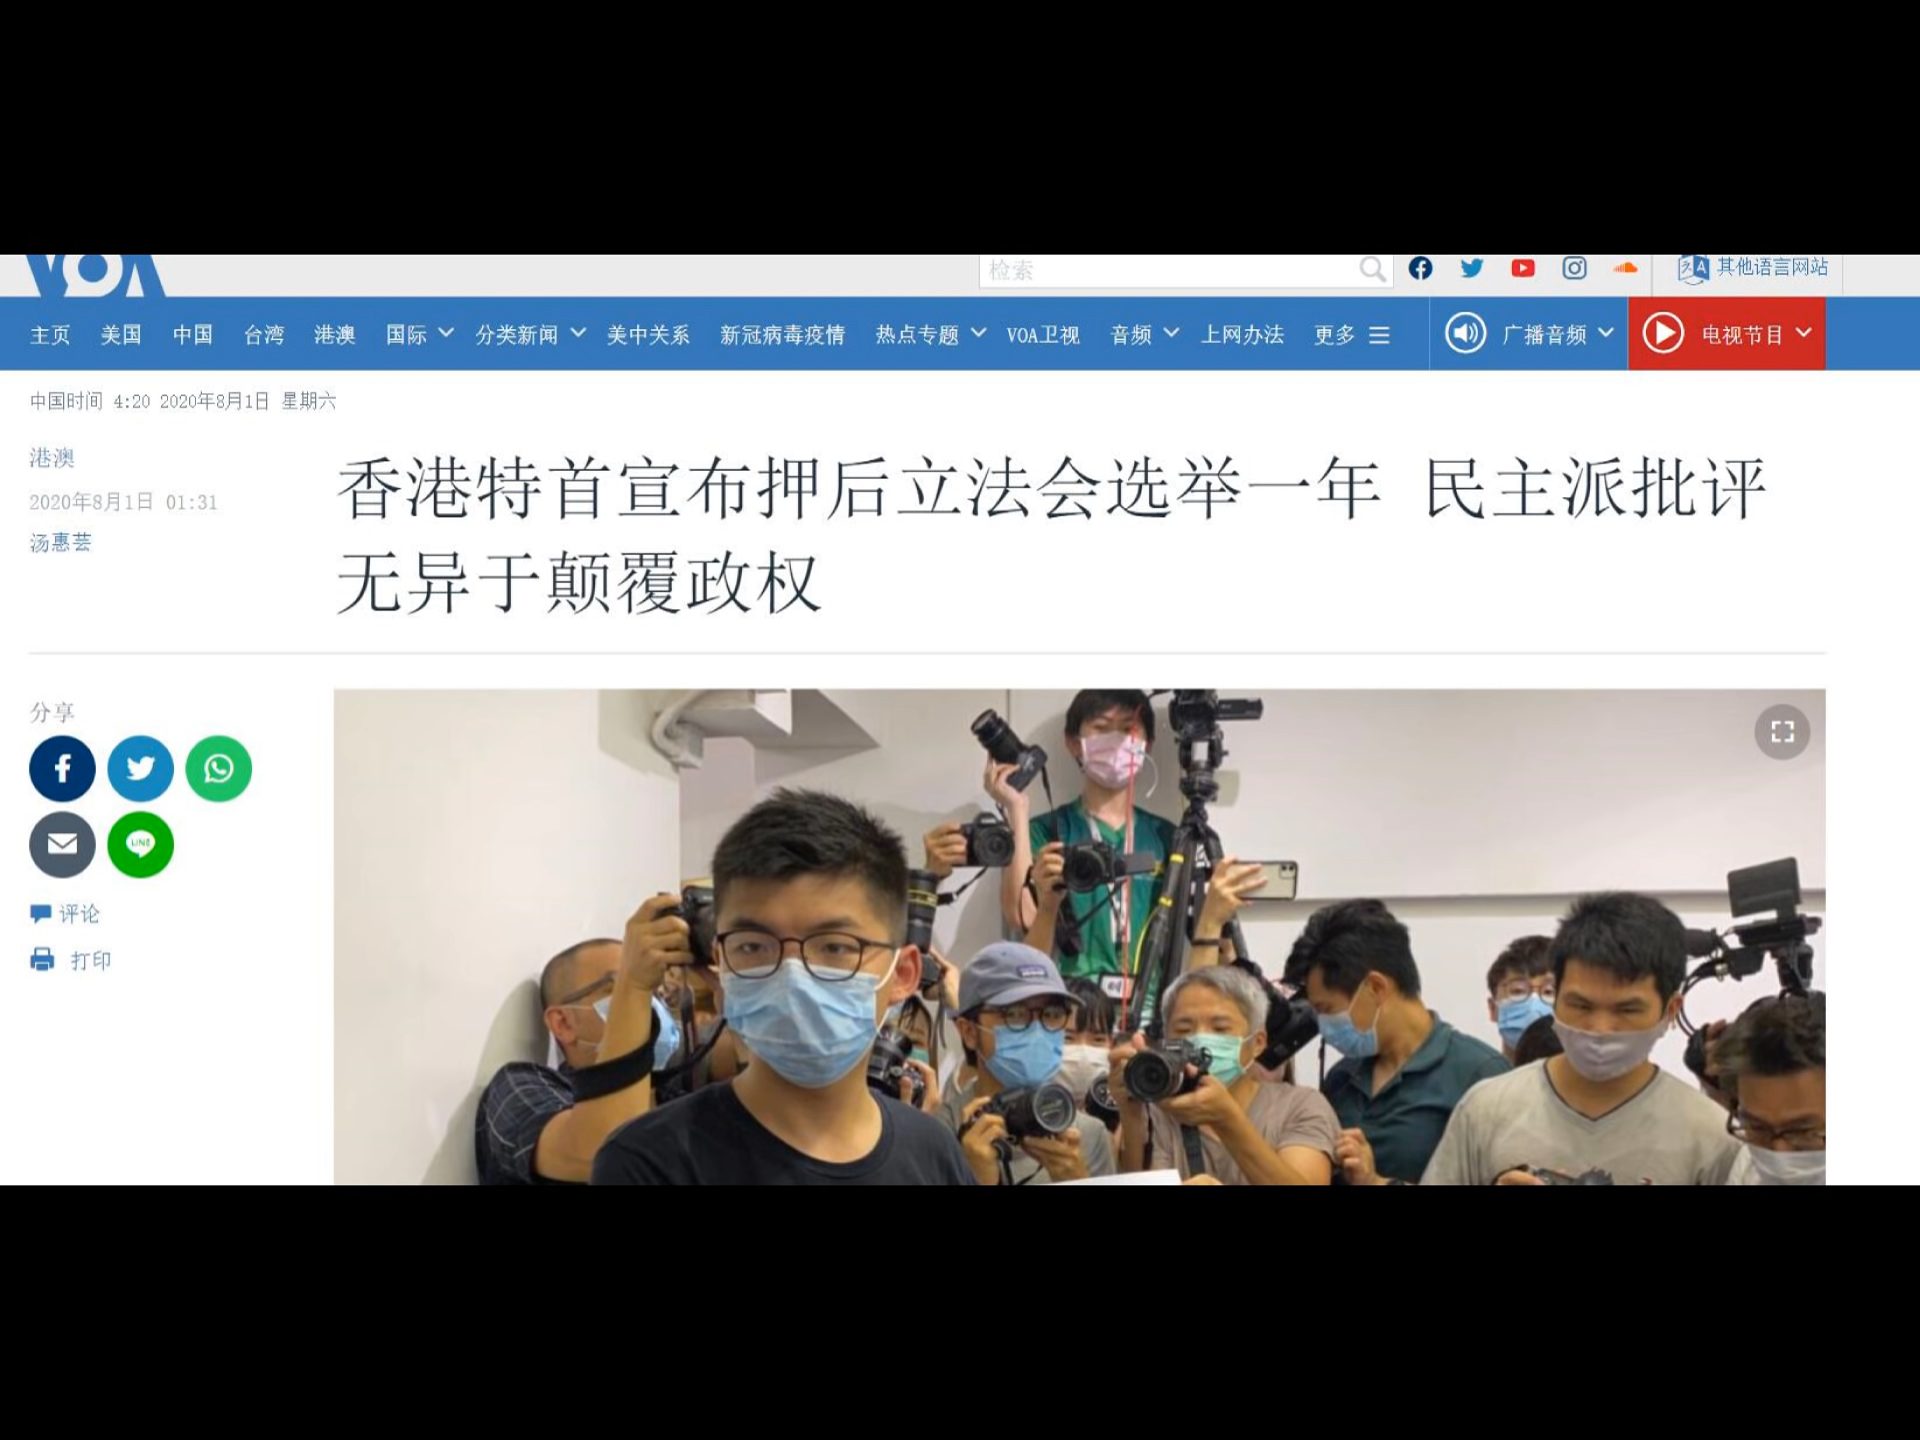 VOA
检索
其他语言网站
主页 美国 中国 台湾 港澳 国际 分类新闻 美中关系 新冠病毒疫情 热点专题 VOA卫视 音频 上网办法 更多 广播音频 电视节目
中国时间 4:20 2020年8月1日 星期六
港澳
2020年8月1日 01:31
汤惠芸
香港特首宣布押后立法会选举一年 民主派批评
无异于颠覆政权
分享
LINE
评论
打印